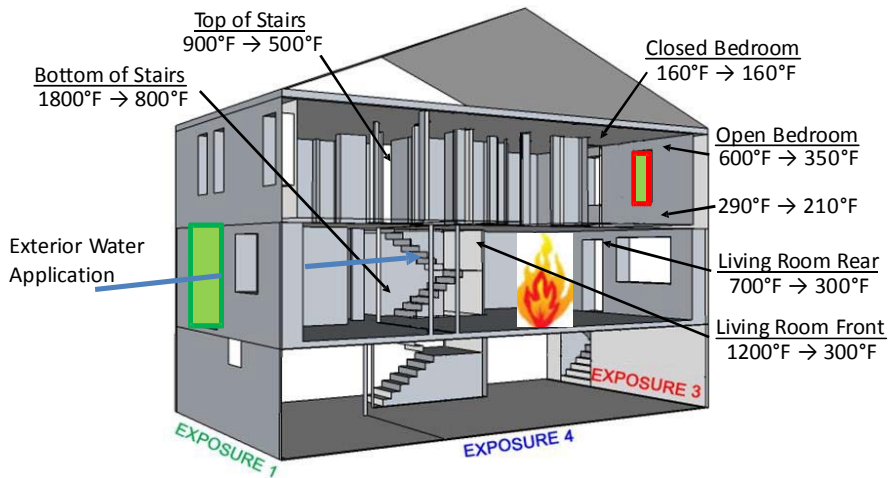 Top of Stairs
900°F → 500°F
Bottom of Stairs
1800°F → 800°F
Closed Bedroom
160°F → 160°F
Open Bedroom
600°F → 350°F
290°F → 210°F
Exterior Water
Application
Living Room Rear
700°F → 300°F
Living Room Front
1200°F → 300°F
EXPOSURE 3
EXPOSURE 1
EXPOSURE 4